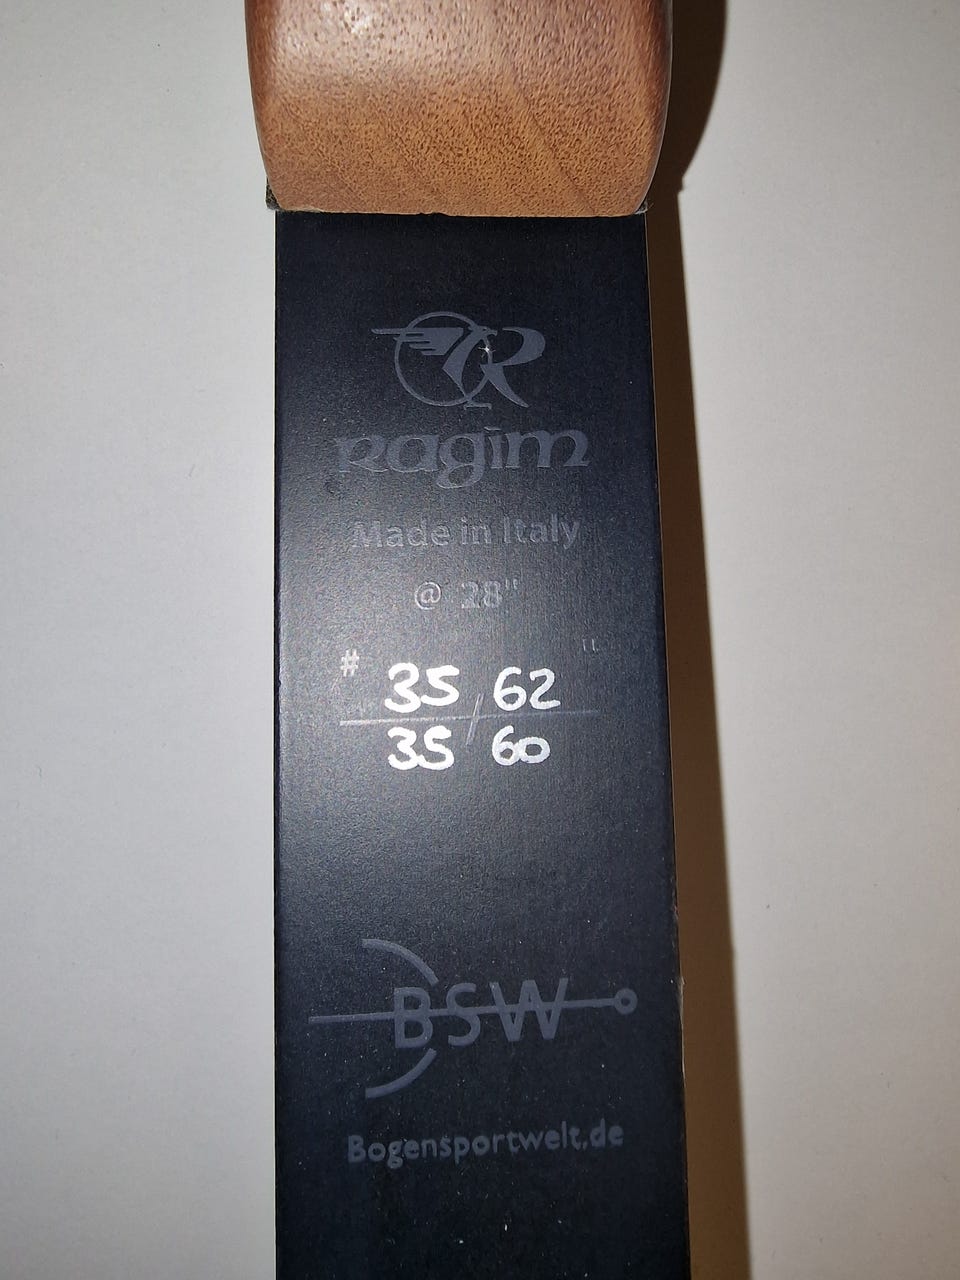 R
Ragim
Made in Italy
@ 28"
# 35 / 62 "
35 60
BSW
Bogensportwelt.de